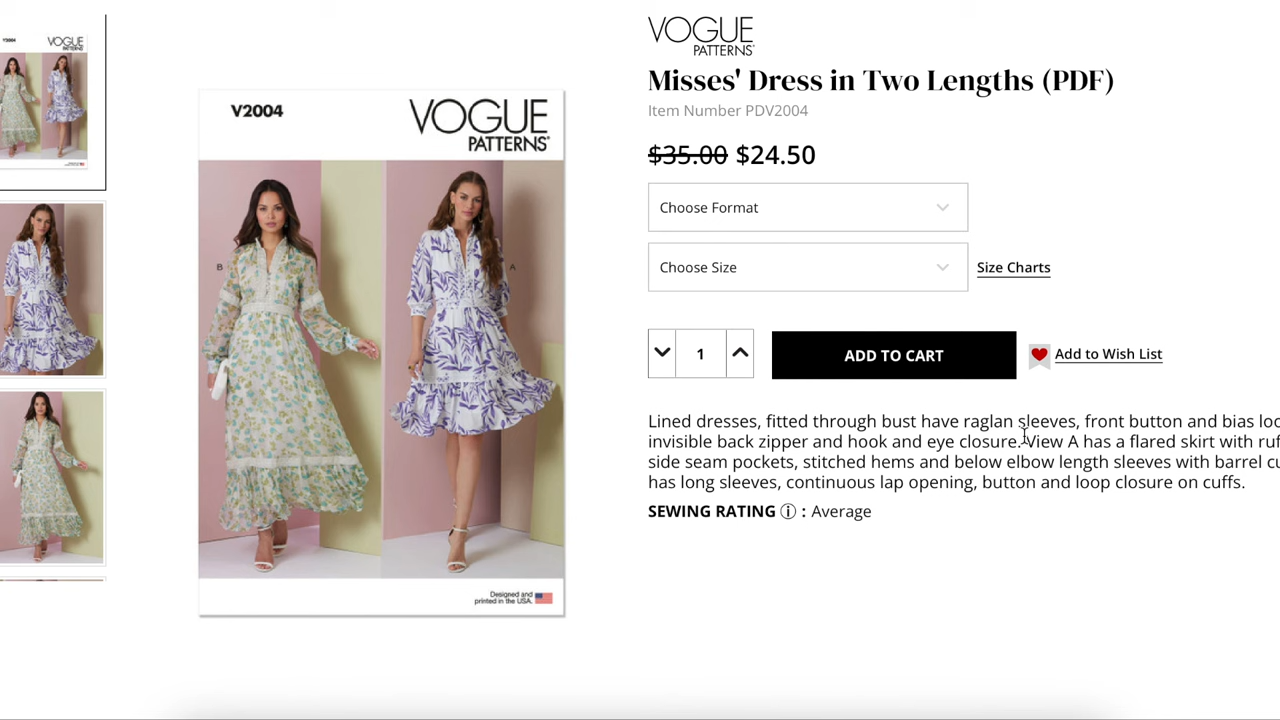 VOGUE
PATTERNS
Misses' Dress in Two Lengths (PDF)
Item Number PDV2004
$35.00 $24.50
Choose Format
Choose Size
Size Charts
1
ADD TO CART
Add to Wish List
Lined dresses, fitted through bust have raglan sleeves, front button and bias loo
invisible back zipper and hook and eye closure. View A has a flared skirt with ruf
side seam pockets, stitched hems and below elbow length sleeves with barrel cu
has long sleeves, continuous lap opening, button and loop closure on cuffs.
SEWING RATING ⓘ : Average
V2004
VOGUE
PATTERNS®
B
A
Designed and
printed in the USA.
VOGUE
PATTERNS